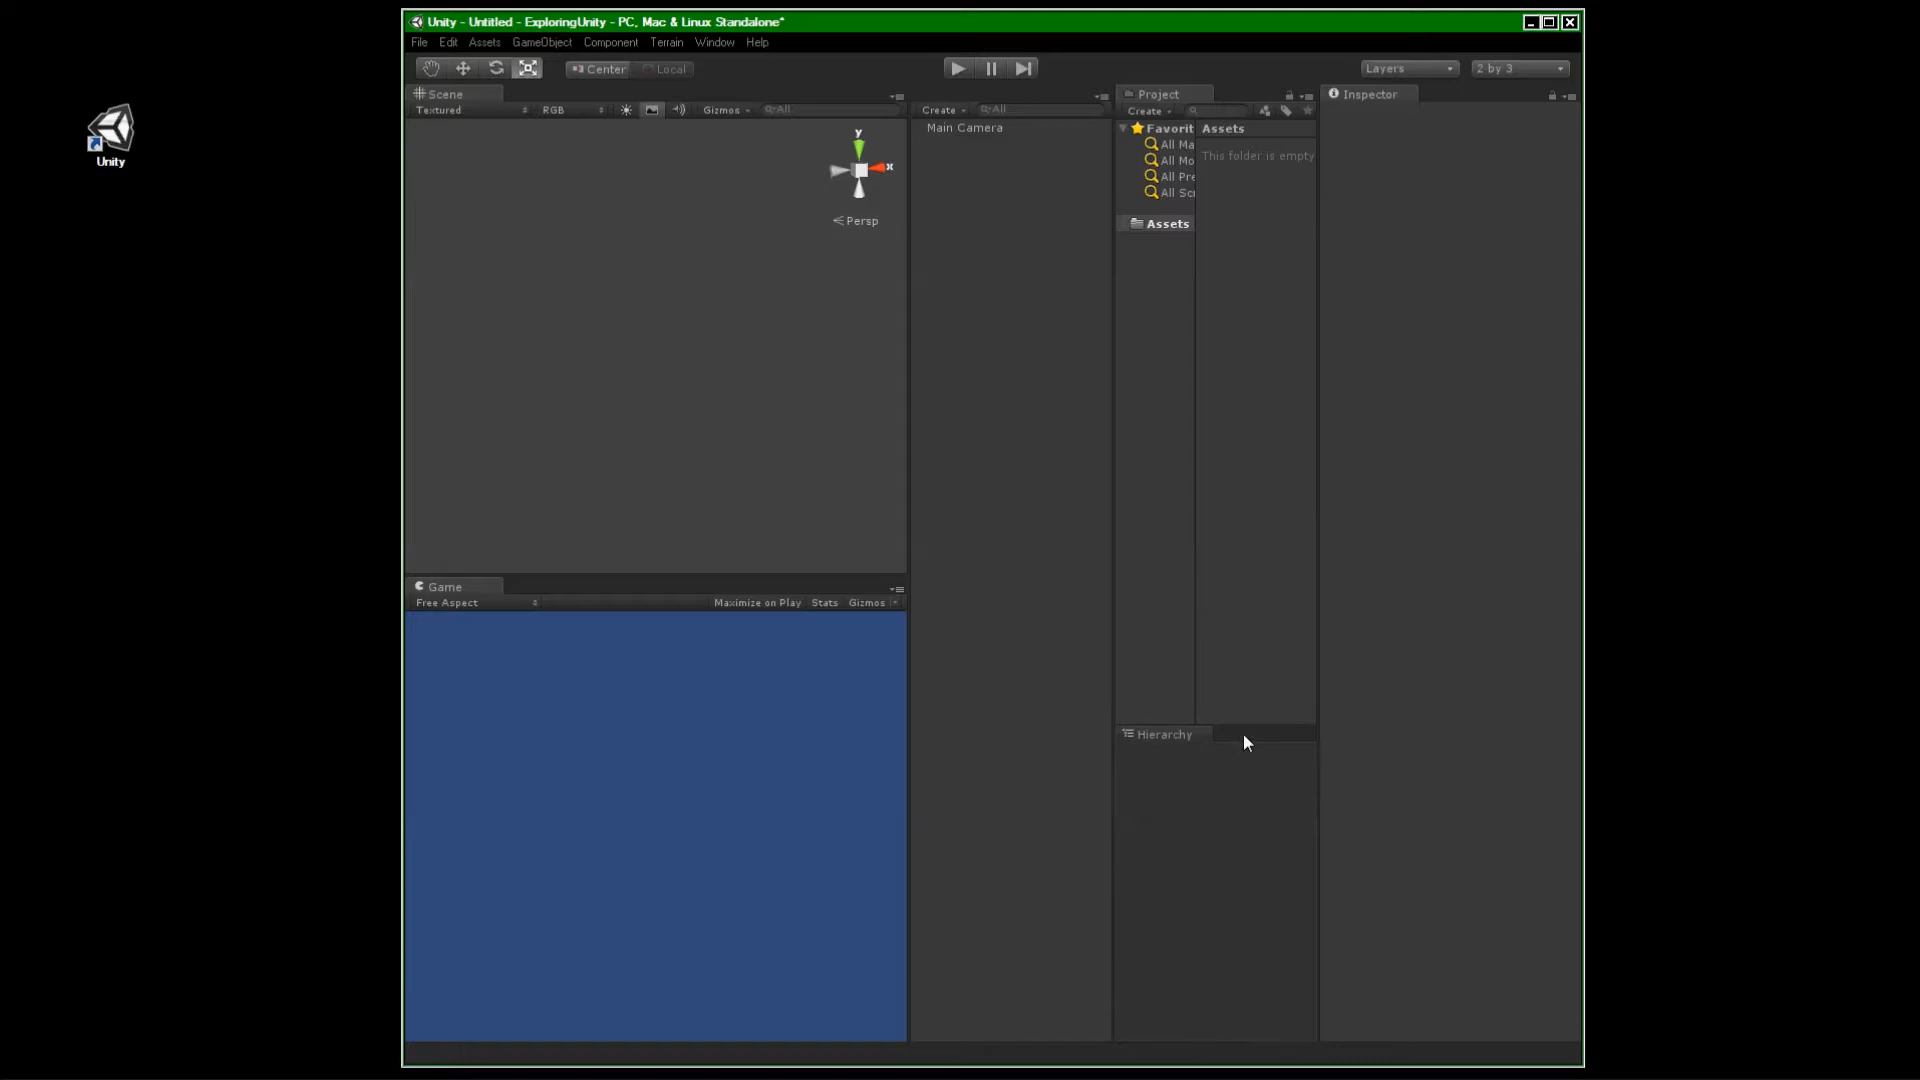 Unity - Untitled - ExploringUnity - PC, Mac & Linux Standalone*
File Edit Assets GameObject Component Terrain Window Help
Center Local
Layers 2 by 3
Scene
Textured RGB Gizmos All
y
x
Persp
Create All
Main Camera
Project
Create
Favorit
All Ma
All Mo
All Pre
All Scr
Assets
Assets
This folder is empty
Inspector
Hierarchy
Game
Free Aspect Maximize on Play Stats Gizmos
Unity